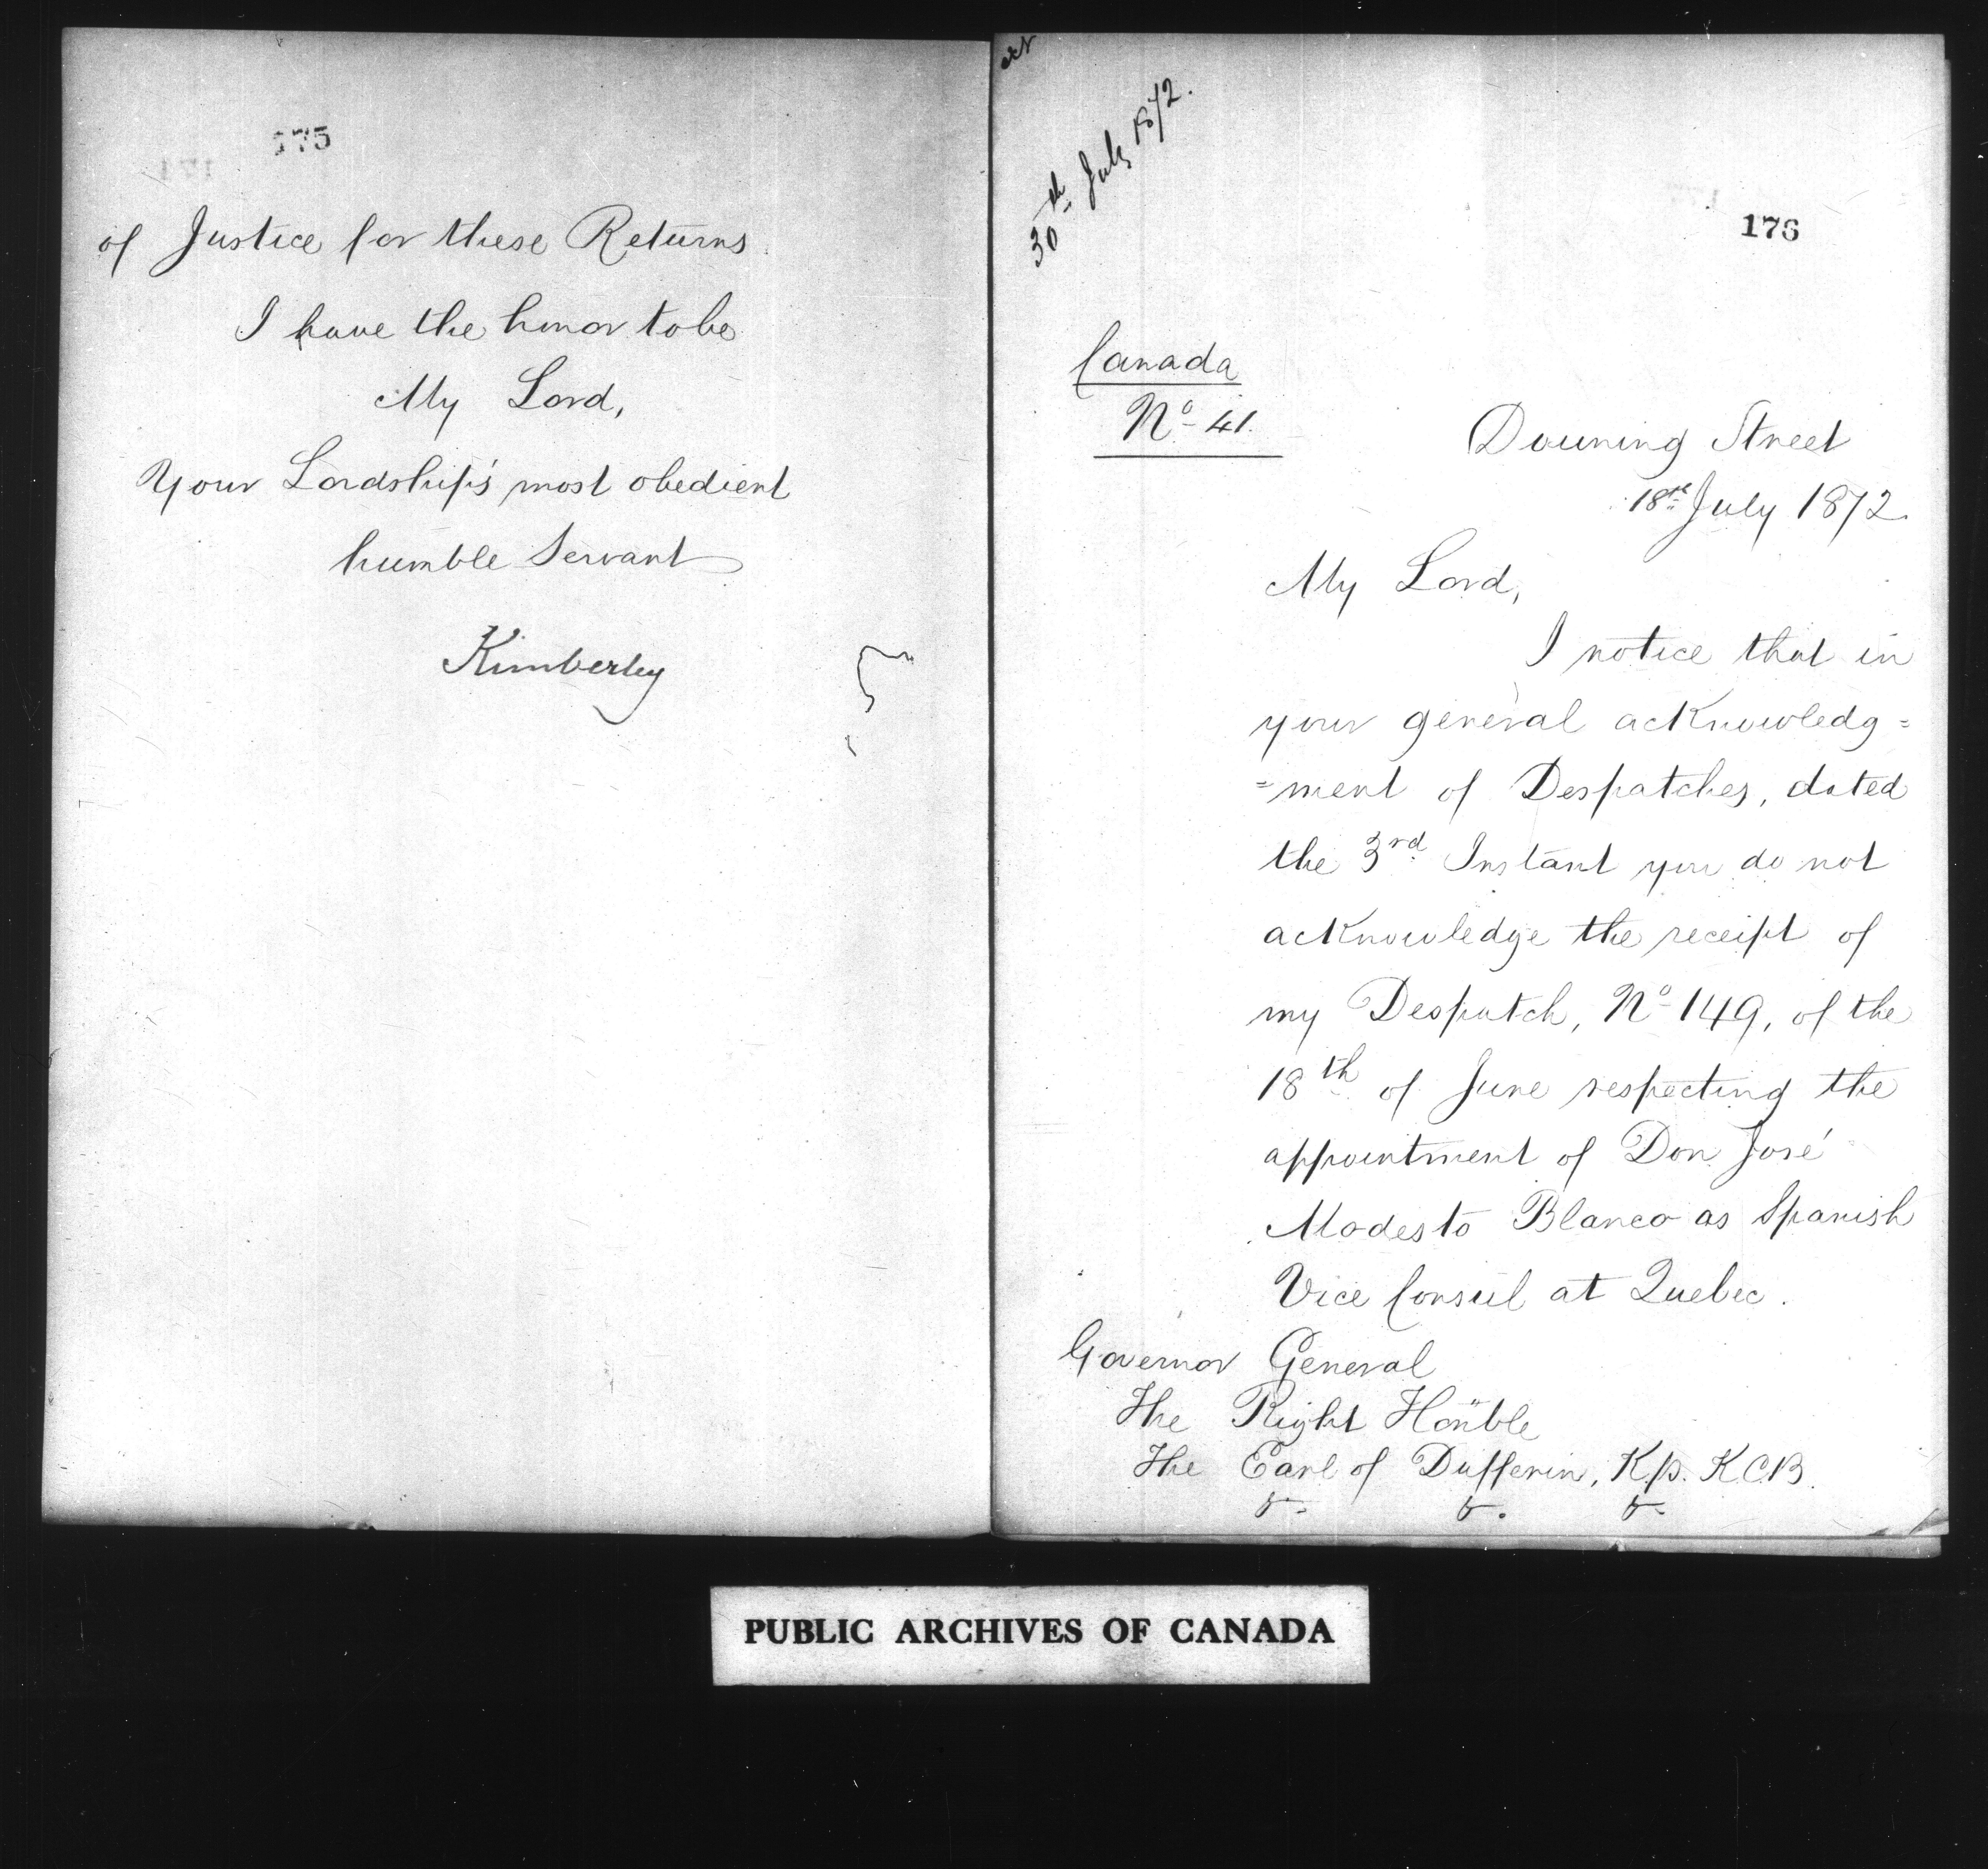 175
of Justice for these Returns
I have the honor to be
My Lord,
Your Lordship's most obedient
humble Servant
Kimberley
30th July 1872.
176
Canada
No 41.
Downing Street
18th July 1872.
My Lord,
I notice that in
your general acknowledg=
=ment of Despatches, dated
the 3rd Instant you do not
acknowledge the receipt of
my Despatch, No 149, of the
18th of June respecting the
appointment of Don José
Modesto Blanco as Spanish
Vice Consul at Quebec.
Governor General
The Right Honble
The Earl of Dufferin, K.p. KCB.
&. &. &.
PUBLIC ARCHIVES OF CANADA